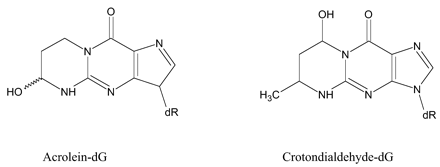 O OH O
N N N N
HO NH N H₃C NH N N
dR dR
Acrolein-dG Crotondialdehyde-dG